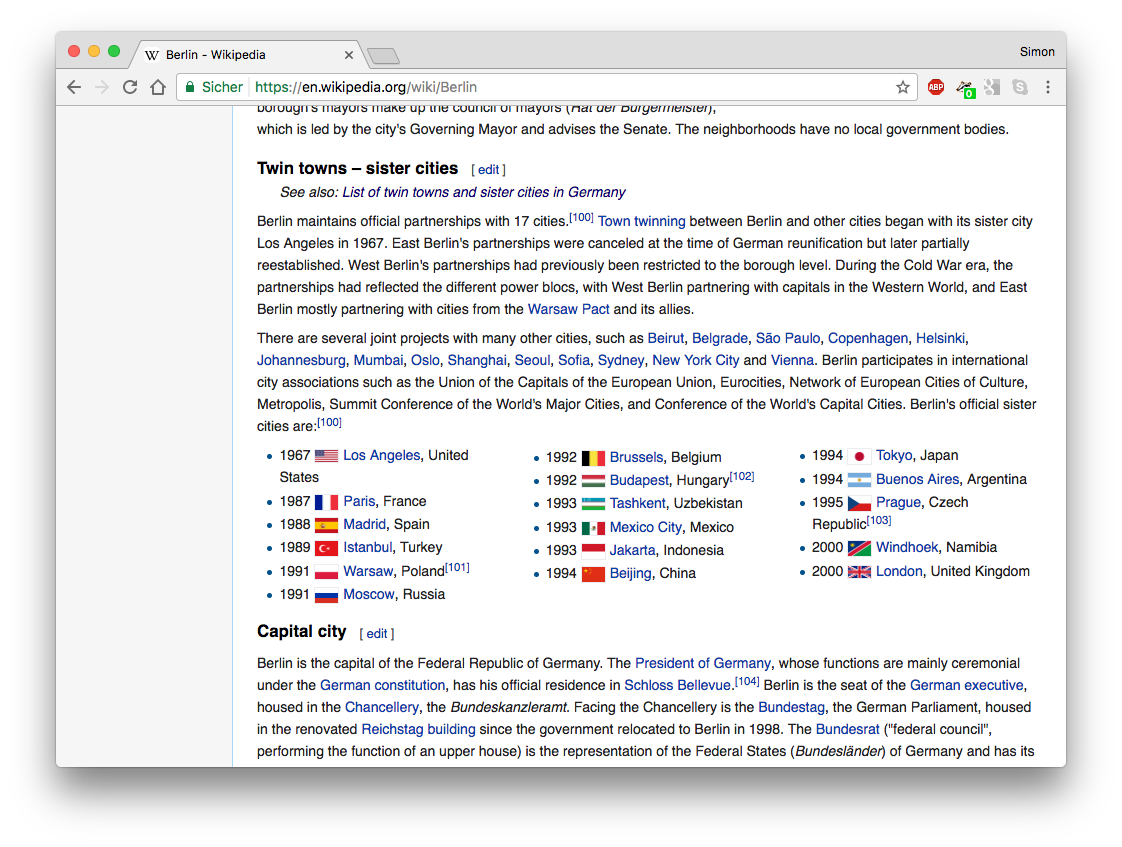 Berlin - Wikipedia
Simon
Sicher https://en.wikipedia.org/wiki/Berlin
ABP
0
borough's mayors make up the council of mayors (Rat der Bürgermeister),
which is led by the city's Governing Mayor and advises the Senate. The neighborhoods have no local government bodies.
Twin towns – sister cities [ edit ]
See also: List of twin towns and sister cities in Germany
Berlin maintains official partnerships with 17 cities.[100] Town twinning between Berlin and other cities began with its sister city
Los Angeles in 1967. East Berlin's partnerships were canceled at the time of German reunification but later partially
reestablished. West Berlin's partnerships had previously been restricted to the borough level. During the Cold War era, the
partnerships had reflected the different power blocs, with West Berlin partnering with capitals in the Western World, and East
Berlin mostly partnering with cities from the Warsaw Pact and its allies.
There are several joint projects with many other cities, such as Beirut, Belgrade, São Paulo, Copenhagen, Helsinki,
Johannesburg, Mumbai, Oslo, Shanghai, Seoul, Sofia, Sydney, New York City and Vienna. Berlin participates in international
city associations such as the Union of the Capitals of the European Union, Eurocities, Network of European Cities of Culture,
Metropolis, Summit Conference of the World's Major Cities, and Conference of the World's Capital Cities. Berlin's official sister
cities are:[100]
• 1967 Los Angeles, United
States
• 1987 Paris, France
• 1988 Madrid, Spain
• 1989 Istanbul, Turkey
• 1991 Warsaw, Poland[101]
• 1991 Moscow, Russia
• 1992 Brussels, Belgium
• 1992 Budapest, Hungary[102]
• 1993 Tashkent, Uzbekistan
• 1993 Mexico City, Mexico
• 1993 Jakarta, Indonesia
• 1994 Beijing, China
• 1994 Tokyo, Japan
• 1994 Buenos Aires, Argentina
• 1995 Prague, Czech
Republic[103]
• 2000 Windhoek, Namibia
• 2000 London, United Kingdom
Capital city [ edit ]
Berlin is the capital of the Federal Republic of Germany. The President of Germany, whose functions are mainly ceremonial
under the German constitution, has his official residence in Schloss Bellevue.[104] Berlin is the seat of the German executive,
housed in the Chancellery, the Bundeskanzleramt. Facing the Chancellery is the Bundestag, the German Parliament, housed
in the renovated Reichstag building since the government relocated to Berlin in 1998. The Bundesrat ("federal council",
performing the function of an upper house) is the representation of the Federal States (Bundesländer) of Germany and has its